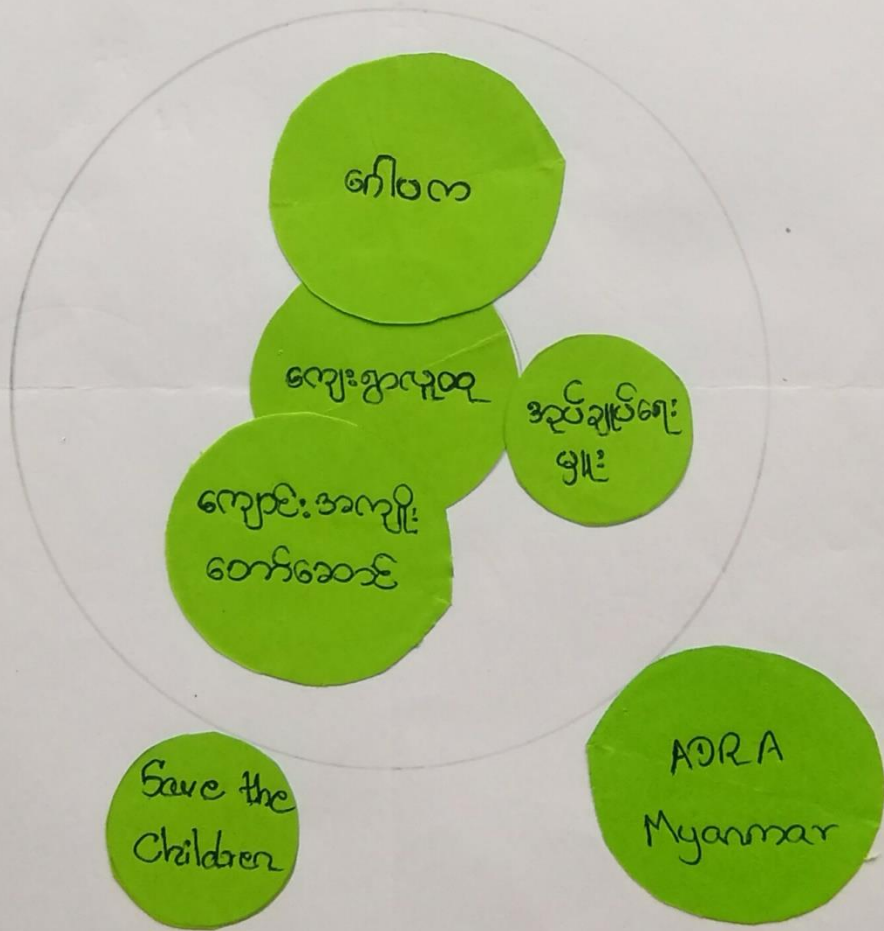 ဂေါပက
ကျေးရွာလူထု
အုပ်ချုပ်ရေး
မှူး
ကျောင်းအကျိုး
တော်ဆောင်
Save the
Children
ADRA
Myanmar